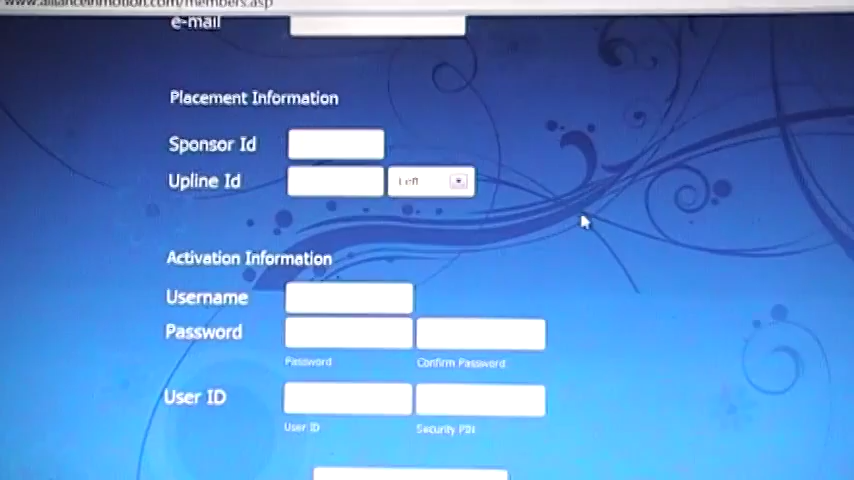 www.allianceinmotion.com/members.asp
e-mail
Placement Information
Sponsor Id
Upline Id Left
Activation Information
Username
Password
Password Confirm Password
User ID
User ID Security PIN